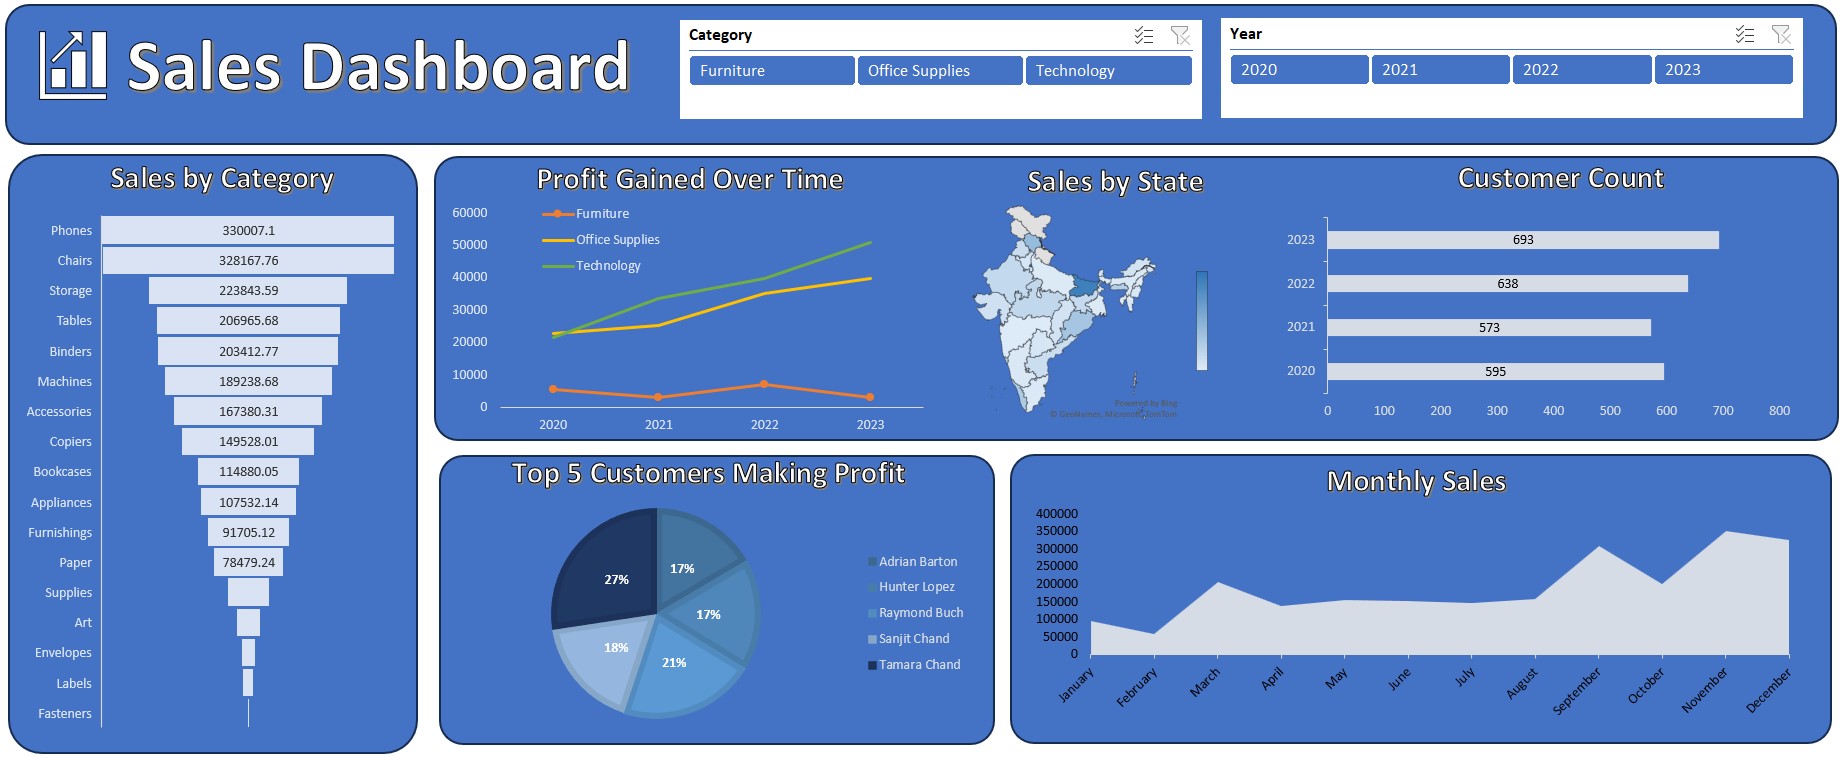 Sales Dashboard
Category
Furniture
Office Supplies
Technology
Year
2020
2021
2022
2023
Sales by Category
Phones 330007.1
Chairs 328167.76
Storage 223843.59
Tables 206965.68
Binders 203412.77
Machines 189238.68
Accessories 167380.31
Copiers 149528.01
Bookcases 114880.05
Appliances 107532.14
Furnishings 91705.12
Paper 78479.24
Supplies
Art
Envelopes
Labels
Fasteners
Profit Gained Over Time
Furniture
Office Supplies
Technology
60000
50000
40000
30000
20000
10000
0
2020 2021 2022 2023
Sales by State
Powered by Bing
© GeoNames, Microsoft, TomTom
Customer Count
2023 693
2022 638
2021 573
2020 595
0 100 200 300 400 500 600 700 800
Top 5 Customers Making Profit
27%
17%
17%
18%
21%
Adrian Barton
Hunter Lopez
Raymond Buch
Sanjit Chand
Tamara Chand
Monthly Sales
400000
350000
300000
250000
200000
150000
100000
50000
0
January February March April May June July August September October November December